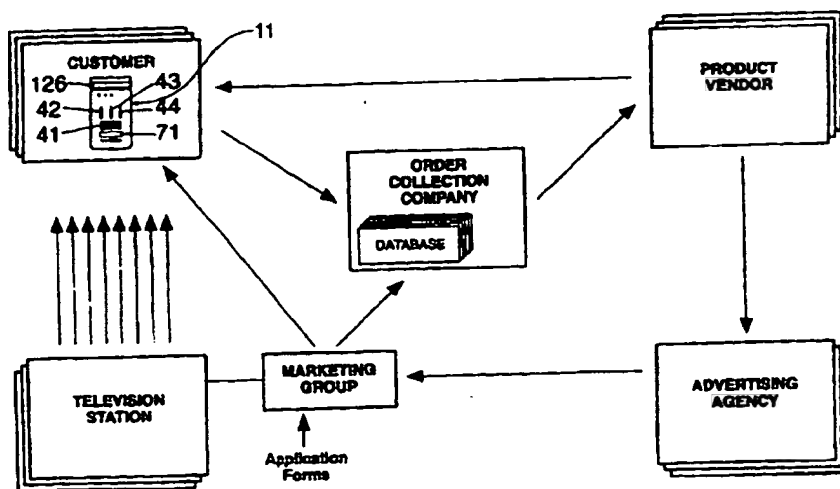 CUSTOMER
11
126
43
42
44
41
71
PRODUCT
VENDOR
ORDER
COLLECTION
COMPANY
DATABASE
TELEVISION
STATION
MARKETING
GROUP
Application
Forms
ADVERTISING
AGENCY